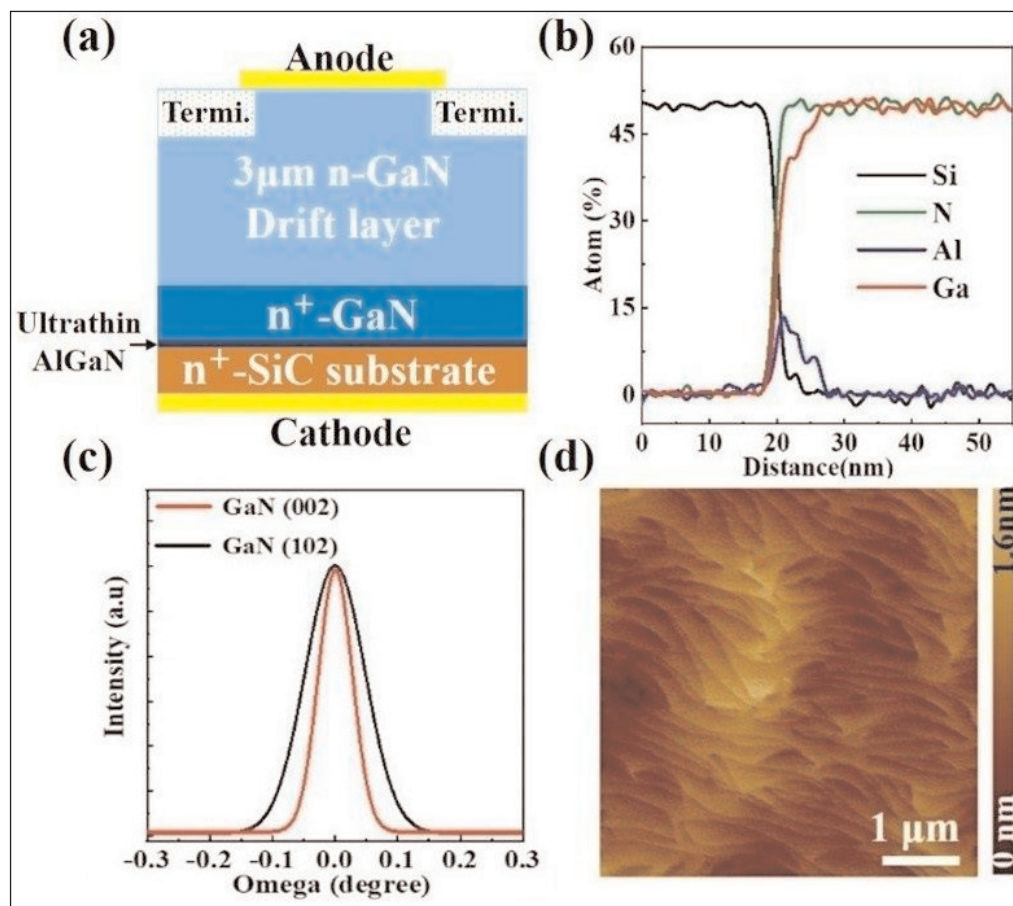 (a)
Anode
Termi.
Termi.
3μm n-GaN
Drift layer
n⁺-GaN
Ultrathin
AlGaN
n⁺-SiC substrate
Cathode
(b)
60
45
30
15
0
Atom (%)
Si
N
Al
Ga
0
10
20
30
40
50
Distance(nm)
(c)
GaN (002)
GaN (102)
Intensity (a.u)
-0.3
-0.2
-0.1
0.0
0.1
0.2
0.3
Omega (degree)
(d)
1.6nm
0 nm
1 μm